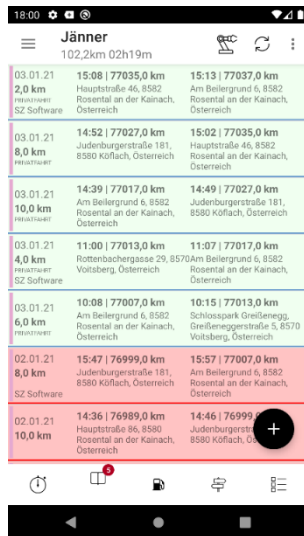 18:00
Jänner
102,2km 02h19m
03.01.21
2,0 km
PRIVATFAHRT
SZ Software
15:08 | 77035,0 km
Hauptstraße 46, 8582
Rosental an der Kainach,
Österreich
15:13 | 77037,0 km
Am Beilergrund 6, 8582
Rosental an der Kainach,
Österreich
03.01.21
8,0 km
PRIVATFAHRT
14:52 | 77027,0 km
Judenburgerstraße 181,
8580 Köflach, Österreich
15:02 | 77035,0 km
Hauptstraße 46, 8582
Rosental an der Kainach,
Österreich
03.01.21
10,0 km
PRIVATFAHRT
14:39 | 77017,0 km
Am Beilergrund 6, 8582
Rosental an der Kainach,
Österreich
14:49 | 77027,0 km
Judenburgerstraße 181,
8580 Köflach, Österreich
03.01.21
4,0 km
PRIVATFAHRT
SZ Software
11:00 | 77013,0 km
Rottenbachergasse 29, 8570
Voitsberg, Österreich
11:07 | 77017,0 km
Am Beilergrund 6, 8582
Rosental an der Kainach,
Österreich
03.01.21
6,0 km
PRIVATFAHRT
10:08 | 77007,0 km
Am Beilergrund 6, 8582
Rosental an der Kainach,
Österreich
10:15 | 77013,0 km
Schlosspark Greißenegg,
Greißeneggerstraße 5, 8570
Voitsberg, Österreich
02.01.21
8,0 km
SZ Software
15:47 | 76999,0 km
Judenburgerstraße 181,
8580 Köflach, Österreich
15:57 | 77007,0 km
Am Beilergrund 6, 8582
Rosental an der Kainach,
Österreich
02.01.21
10,0 km
14:36 | 76989,0 km
Hauptstraße 86, 8580
Rosental an der Kainach,
Österreich
14:46 | 76999
Judenburgerstr
8580 Köflach, Öst
5